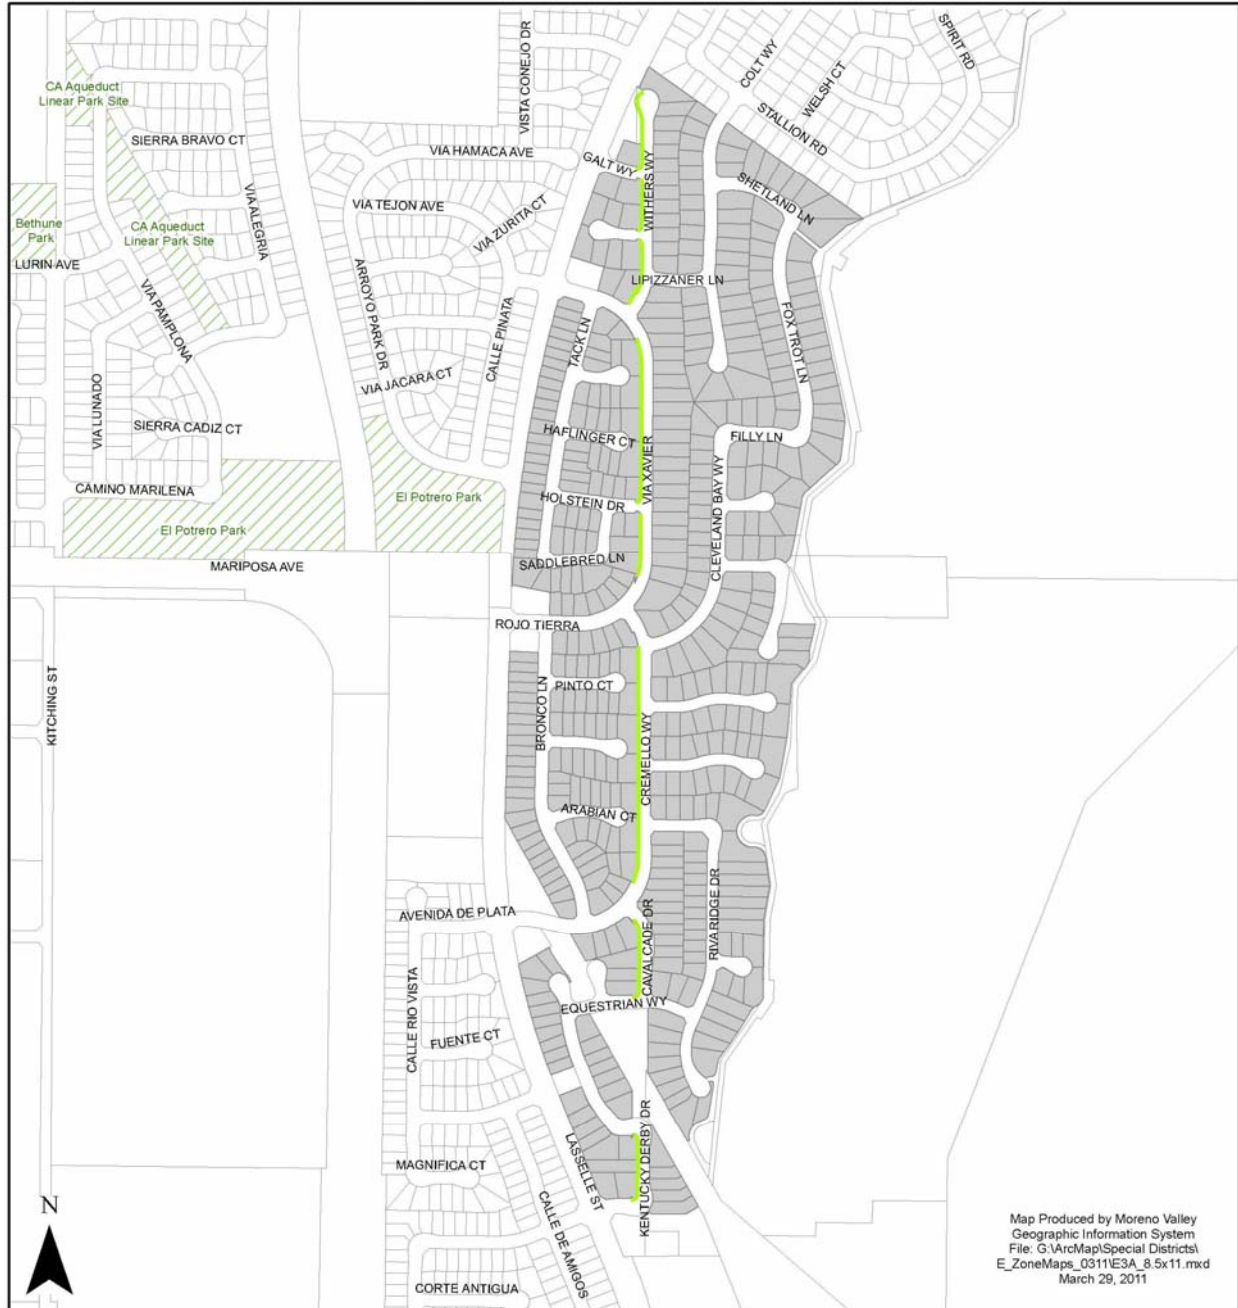 SPIRIT RD
VISTA CONEJO DR
COLT WY
WELSH CT
CA Aqueduct
Linear Park Site
STALLION RD
SIERRA BRAVO CT
VIA HAMACA AVE
GALT WY
WITHERS WY
SHETLAND LN
VIA ALEGRIA
VIA TEJON AVE
VIA ZURITA CT
Bethune
Park
CA Aqueduct
Linear Park Site
LURIN AVE
LIPIZZANER LN
VIA PAMPLONA
ARROYO PARK DR
CALLE PINATA
TACK LN
FOX TROT LN
VIA JACARA CT
VIA LUNADO
SIERRA CADIZ CT
HAFLINGER CT
FILLY LN
VIA XAVIER
CAMINO MARILENA
El Potrero Park
HOLSTEIN DR
CLEVELAND BAY WY
El Potrero Park
MARIPOSA AVE
SADDLEBRED LN
ROJO TIERRA
KITCHING ST
BRONCO LN
PINTO CT
CREMELLO WY
ARABIAN CT
RIVARIDGE DR
AVENIDA DE PLATA
CAVALCADE DR
CALLE RIO VISTA
EQUESTRIAN WY
FUENTE CT
KENTUCKY DERBY DR
MAGNIFICA CT
LASSELLE ST
CALLE DE AMIGOS
CORTE ANTIGUA
N
Map Produced by Moreno Valley
Geographic Information System
File: G:\ArcMap\Special Districts\
E_ZoneMaps_0311\E3A_8.5x11.mxd
March 29, 2011